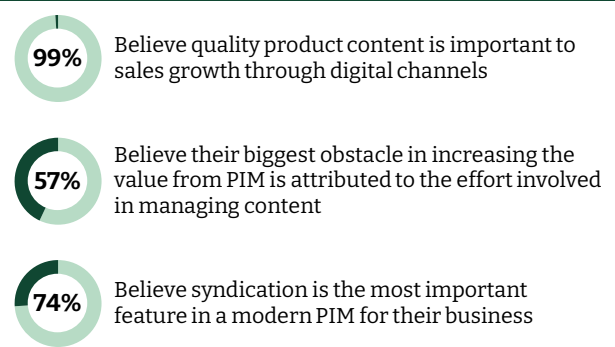 99%
Believe quality product content is important to
sales growth through digital channels
57%
Believe their biggest obstacle in increasing the
value from PIM is attributed to the effort involved
in managing content
74%
Believe syndication is the most important
feature in a modern PIM for their business